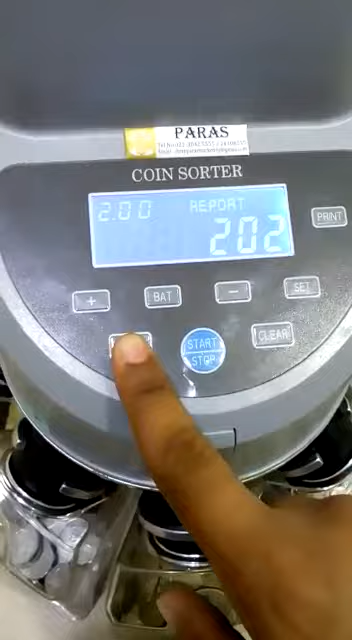 PARAS
COIN SORTER
2.00 REPORT
202
PRINT
+ BAT - SET
START CLEAR
STOP